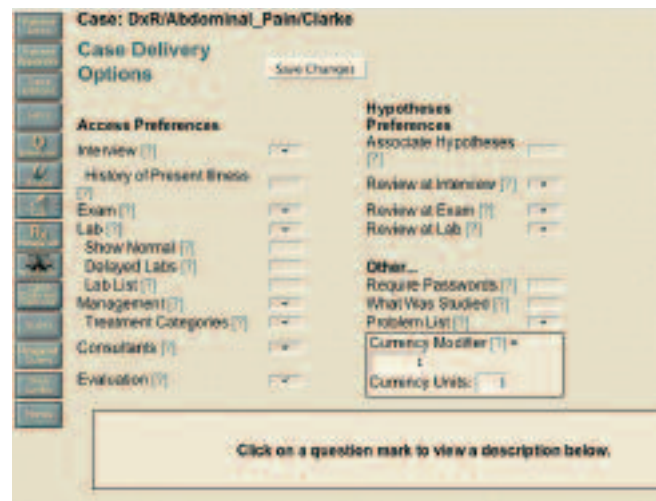 Case: DxR/Abdominal_Pain/Clarke
Case Delivery
Options
Save Changes
Access Preferences
Interview [?]
History of Present Illness
[?]
Exam [?]
Lab [?]
Show Normal [?]
Delayed Labs [?]
Lab List [?]
Management [?]
Treatment Categories [?]
Consultants [?]
Evaluation [?]
Hypotheses
Preferences
Associate Hypotheses
[?]
Review at Interview [?]
Review at Exam [?]
Review at Lab [?]
Other...
Require Passwords [?]
What Was Studied [?]
Problem List [?]
Currency Modifier [?] =
Currency Units:
Click on a question mark to view a description below.